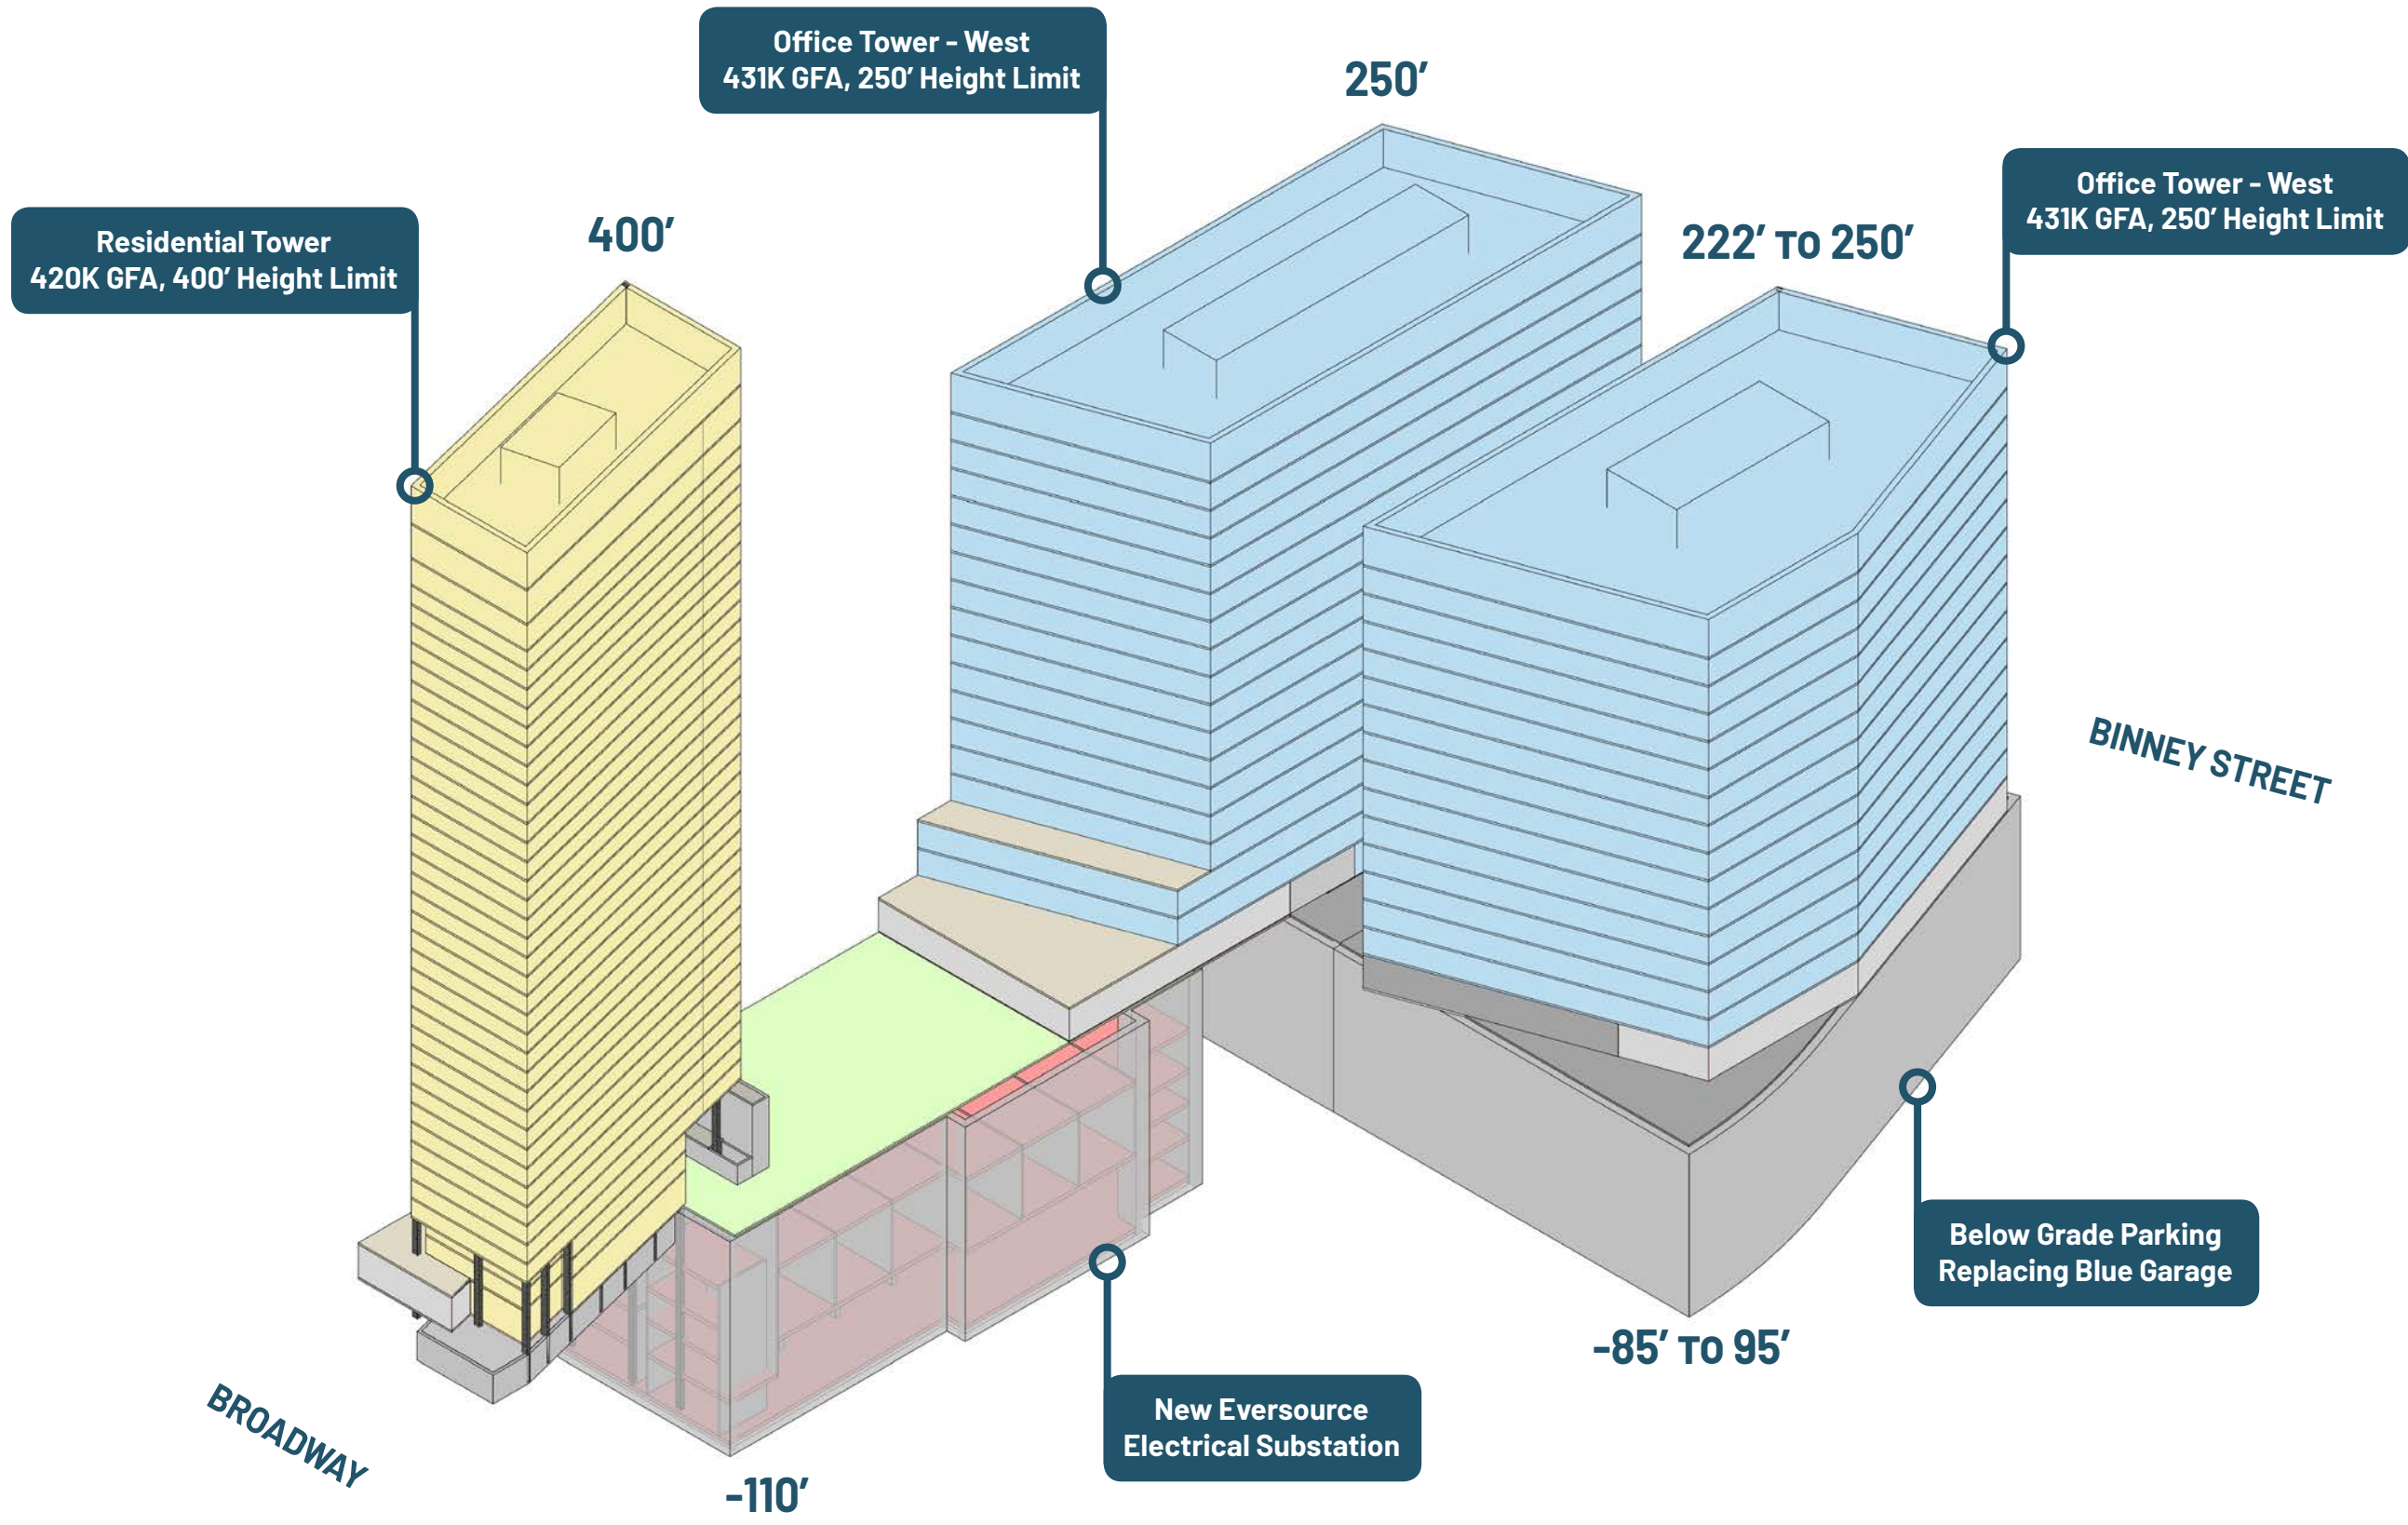 Office Tower - West
431K GFA, 250′ Height Limit
250′
Office Tower - West
431K GFA, 250′ Height Limit
Residential Tower
420K GFA, 400′ Height Limit
400′
222′ TO 250′
BINNEY STREET
Below Grade Parking
Replacing Blue Garage
-85′ TO 95′
New Eversource
Electrical Substation
BROADWAY
-110′